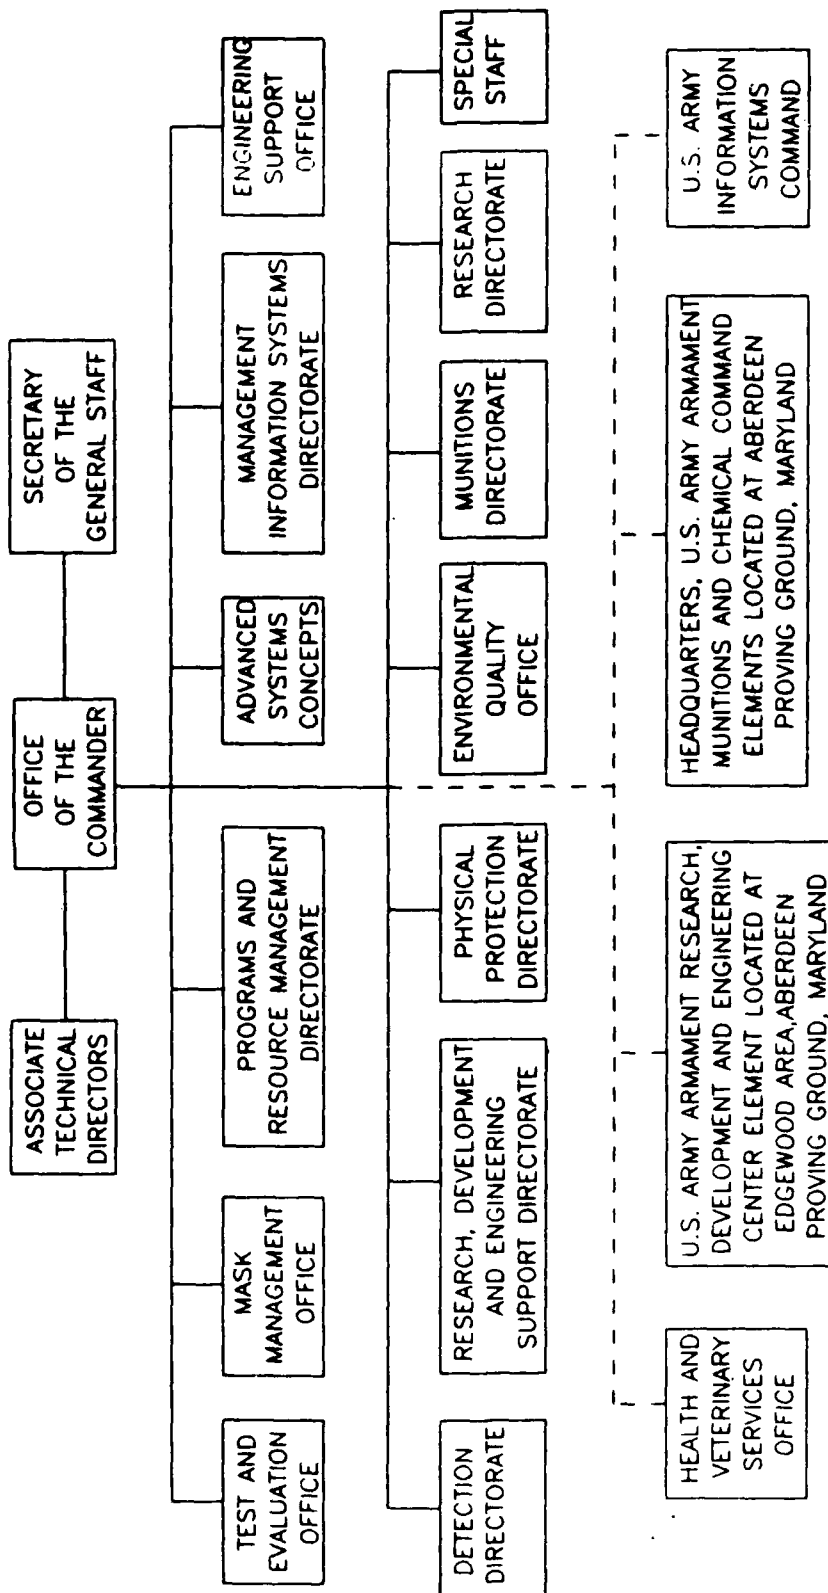 ASSOCIATE
TECHNICAL
DIRECTORS
OFFICE
OF THE
COMMANDER
SECRETARY
OF THE
GENERAL STAFF
TEST AND
EVALUATION
OFFICE
MASK
MANAGEMENT
OFFICE
PROGRAMS AND
RESOURCE MANAGEMENT
DIRECTORATE
ADVANCED
SYSTEMS
CONCEPTS
MANAGEMENT
INFORMATION SYSTEMS
DIRECTORATE
ENGINEERING
SUPPORT
OFFICE
DETECTION
DIRECTORATE
RESEARCH, DEVELOPMENT
AND ENGINEERING
SUPPORT DIRECTORATE
PHYSICAL
PROTECTION
DIRECTORATE
ENVIRONMENTAL
QUALITY
OFFICE
MUNITIONS
DIRECTORATE
RESEARCH
DIRECTORATE
SPECIAL
STAFF
HEALTH AND
VETERINARY
SERVICES
OFFICE
U.S. ARMY ARMAMENT RESEARCH,
DEVELOPMENT AND ENGINEERING
CENTER ELEMENT LOCATED AT
EDGEWOOD AREA,ABERDEEN
PROVING GROUND, MARYLAND
HEADQUARTERS, U.S. ARMY ARMAMENT
MUNITIONS AND CHEMICAL COMMAND
ELEMENTS LOCATED AT ABERDEEN
PROVING GROUND, MARYLAND
U.S. ARMY
INFORMATION
SYSTEMS
COMMAND